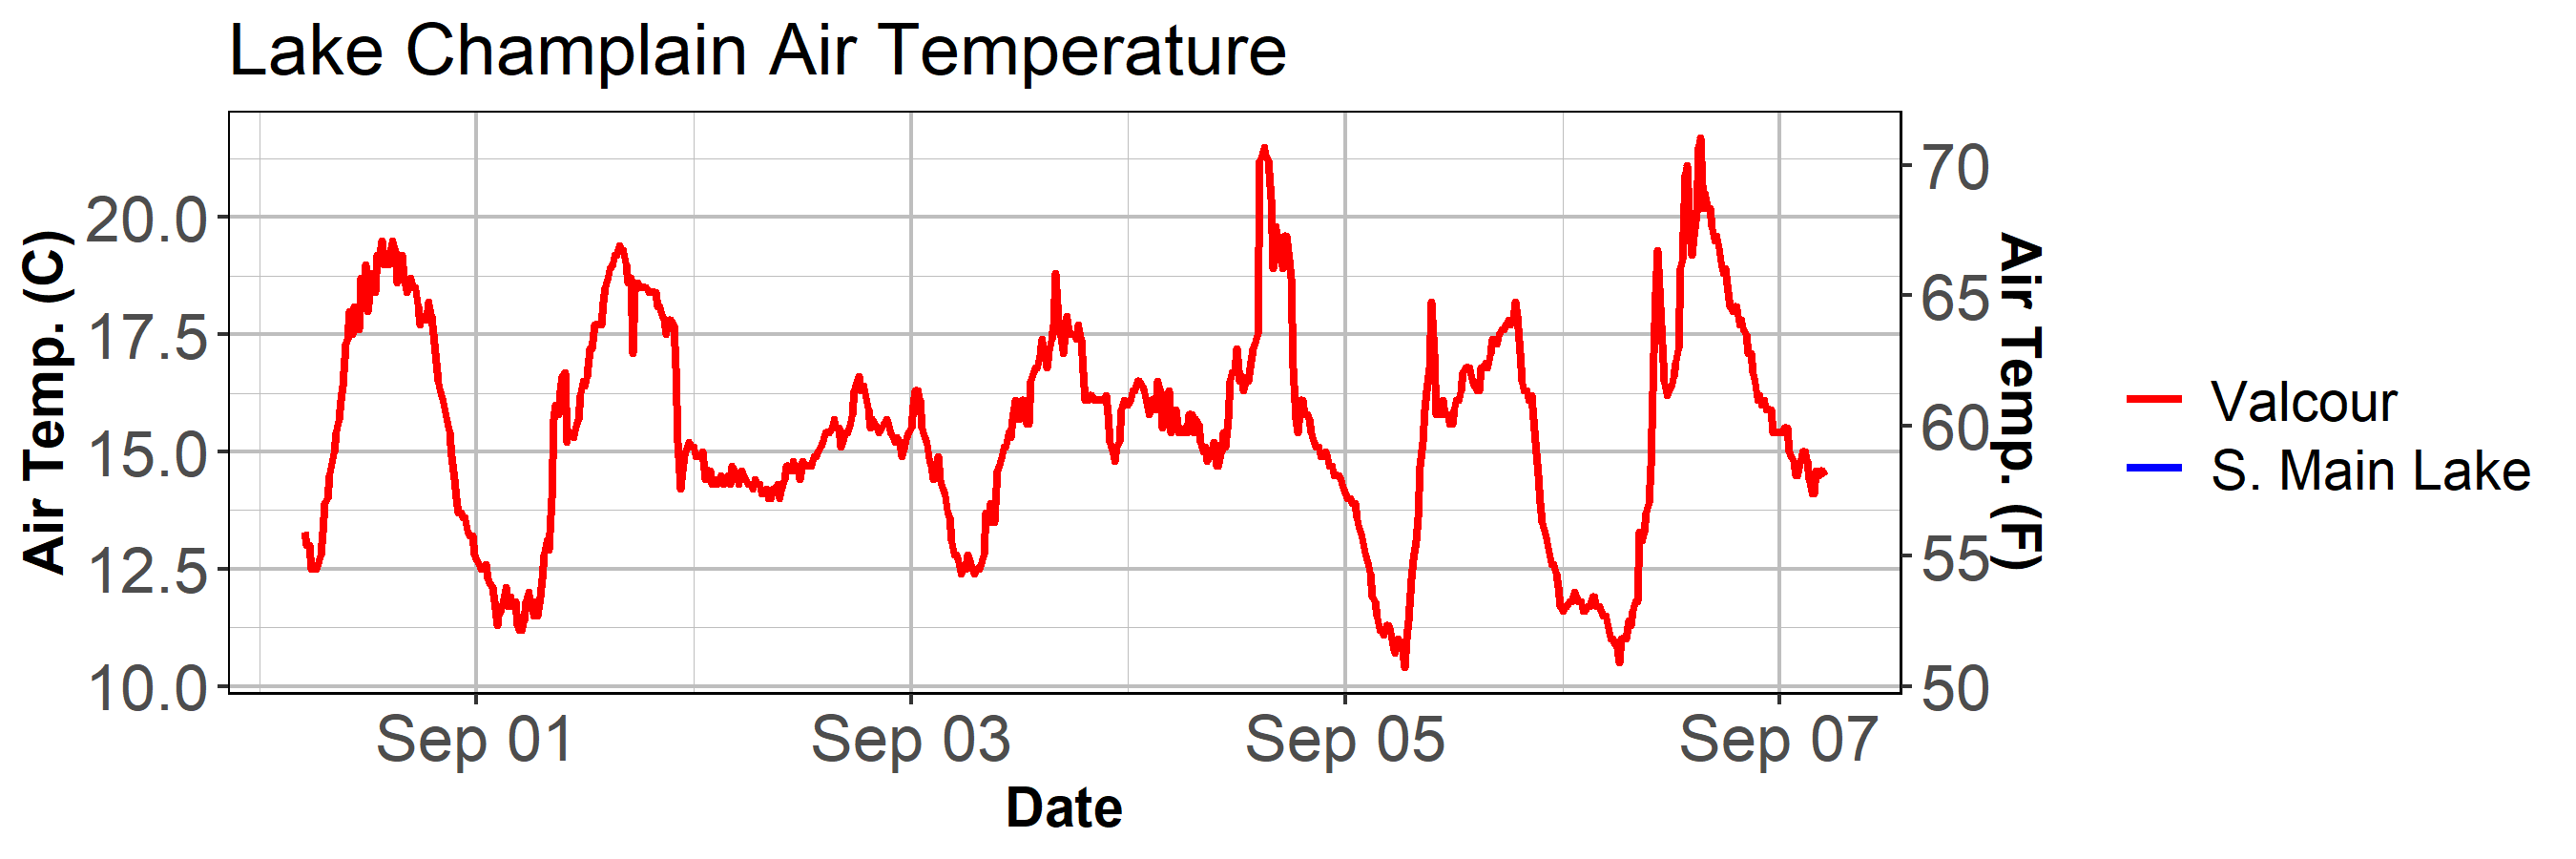 Lake Champlain Air Temperature
Air Temp. (C)
20.0
17.5
15.0
12.5
10.0
70
65
60
55
50
Air Temp. (F)
Sep 01 Sep 03 Sep 05 Sep 07
Date
Valcour
S. Main Lake